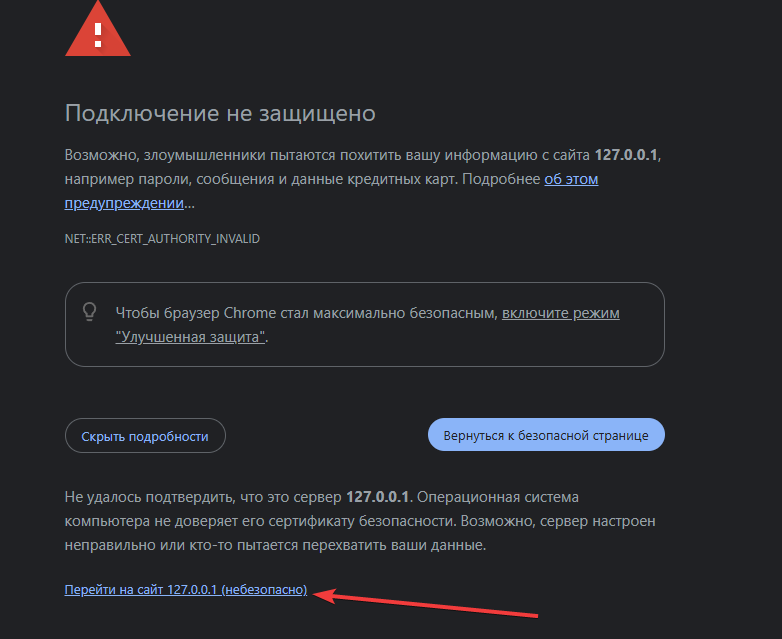 Подключение не защищено
Возможно, злоумышленники пытаются похитить вашу информацию с сайта 127.0.0.1,
например пароли, сообщения и данные кредитных карт. Подробнее об этом
предупреждении...
NET::ERR_CERT_AUTHORITY_INVALID
Чтобы браузер Chrome стал максимально безопасным, включите режим
"Улучшенная защита".
Скрыть подробности
Вернуться к безопасной странице
Не удалось подтвердить, что это сервер 127.0.0.1. Операционная система
компьютера не доверяет его сертификату безопасности. Возможно, сервер настроен
неправильно или кто-то пытается перехватить ваши данные.
Перейти на сайт 127.0.0.1 (небезопасно)